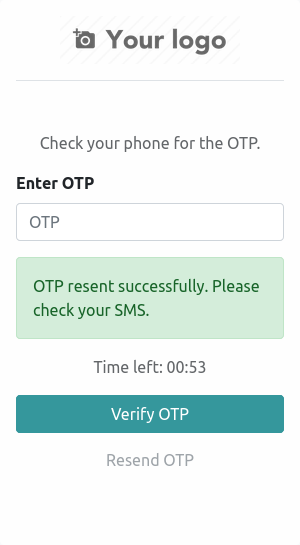 Your logo
Check your phone for the OTP.
Enter OTP
OTP
OTP resent successfully. Please
check your SMS.
Time left: 00:53
Verify OTP
Resend OTP